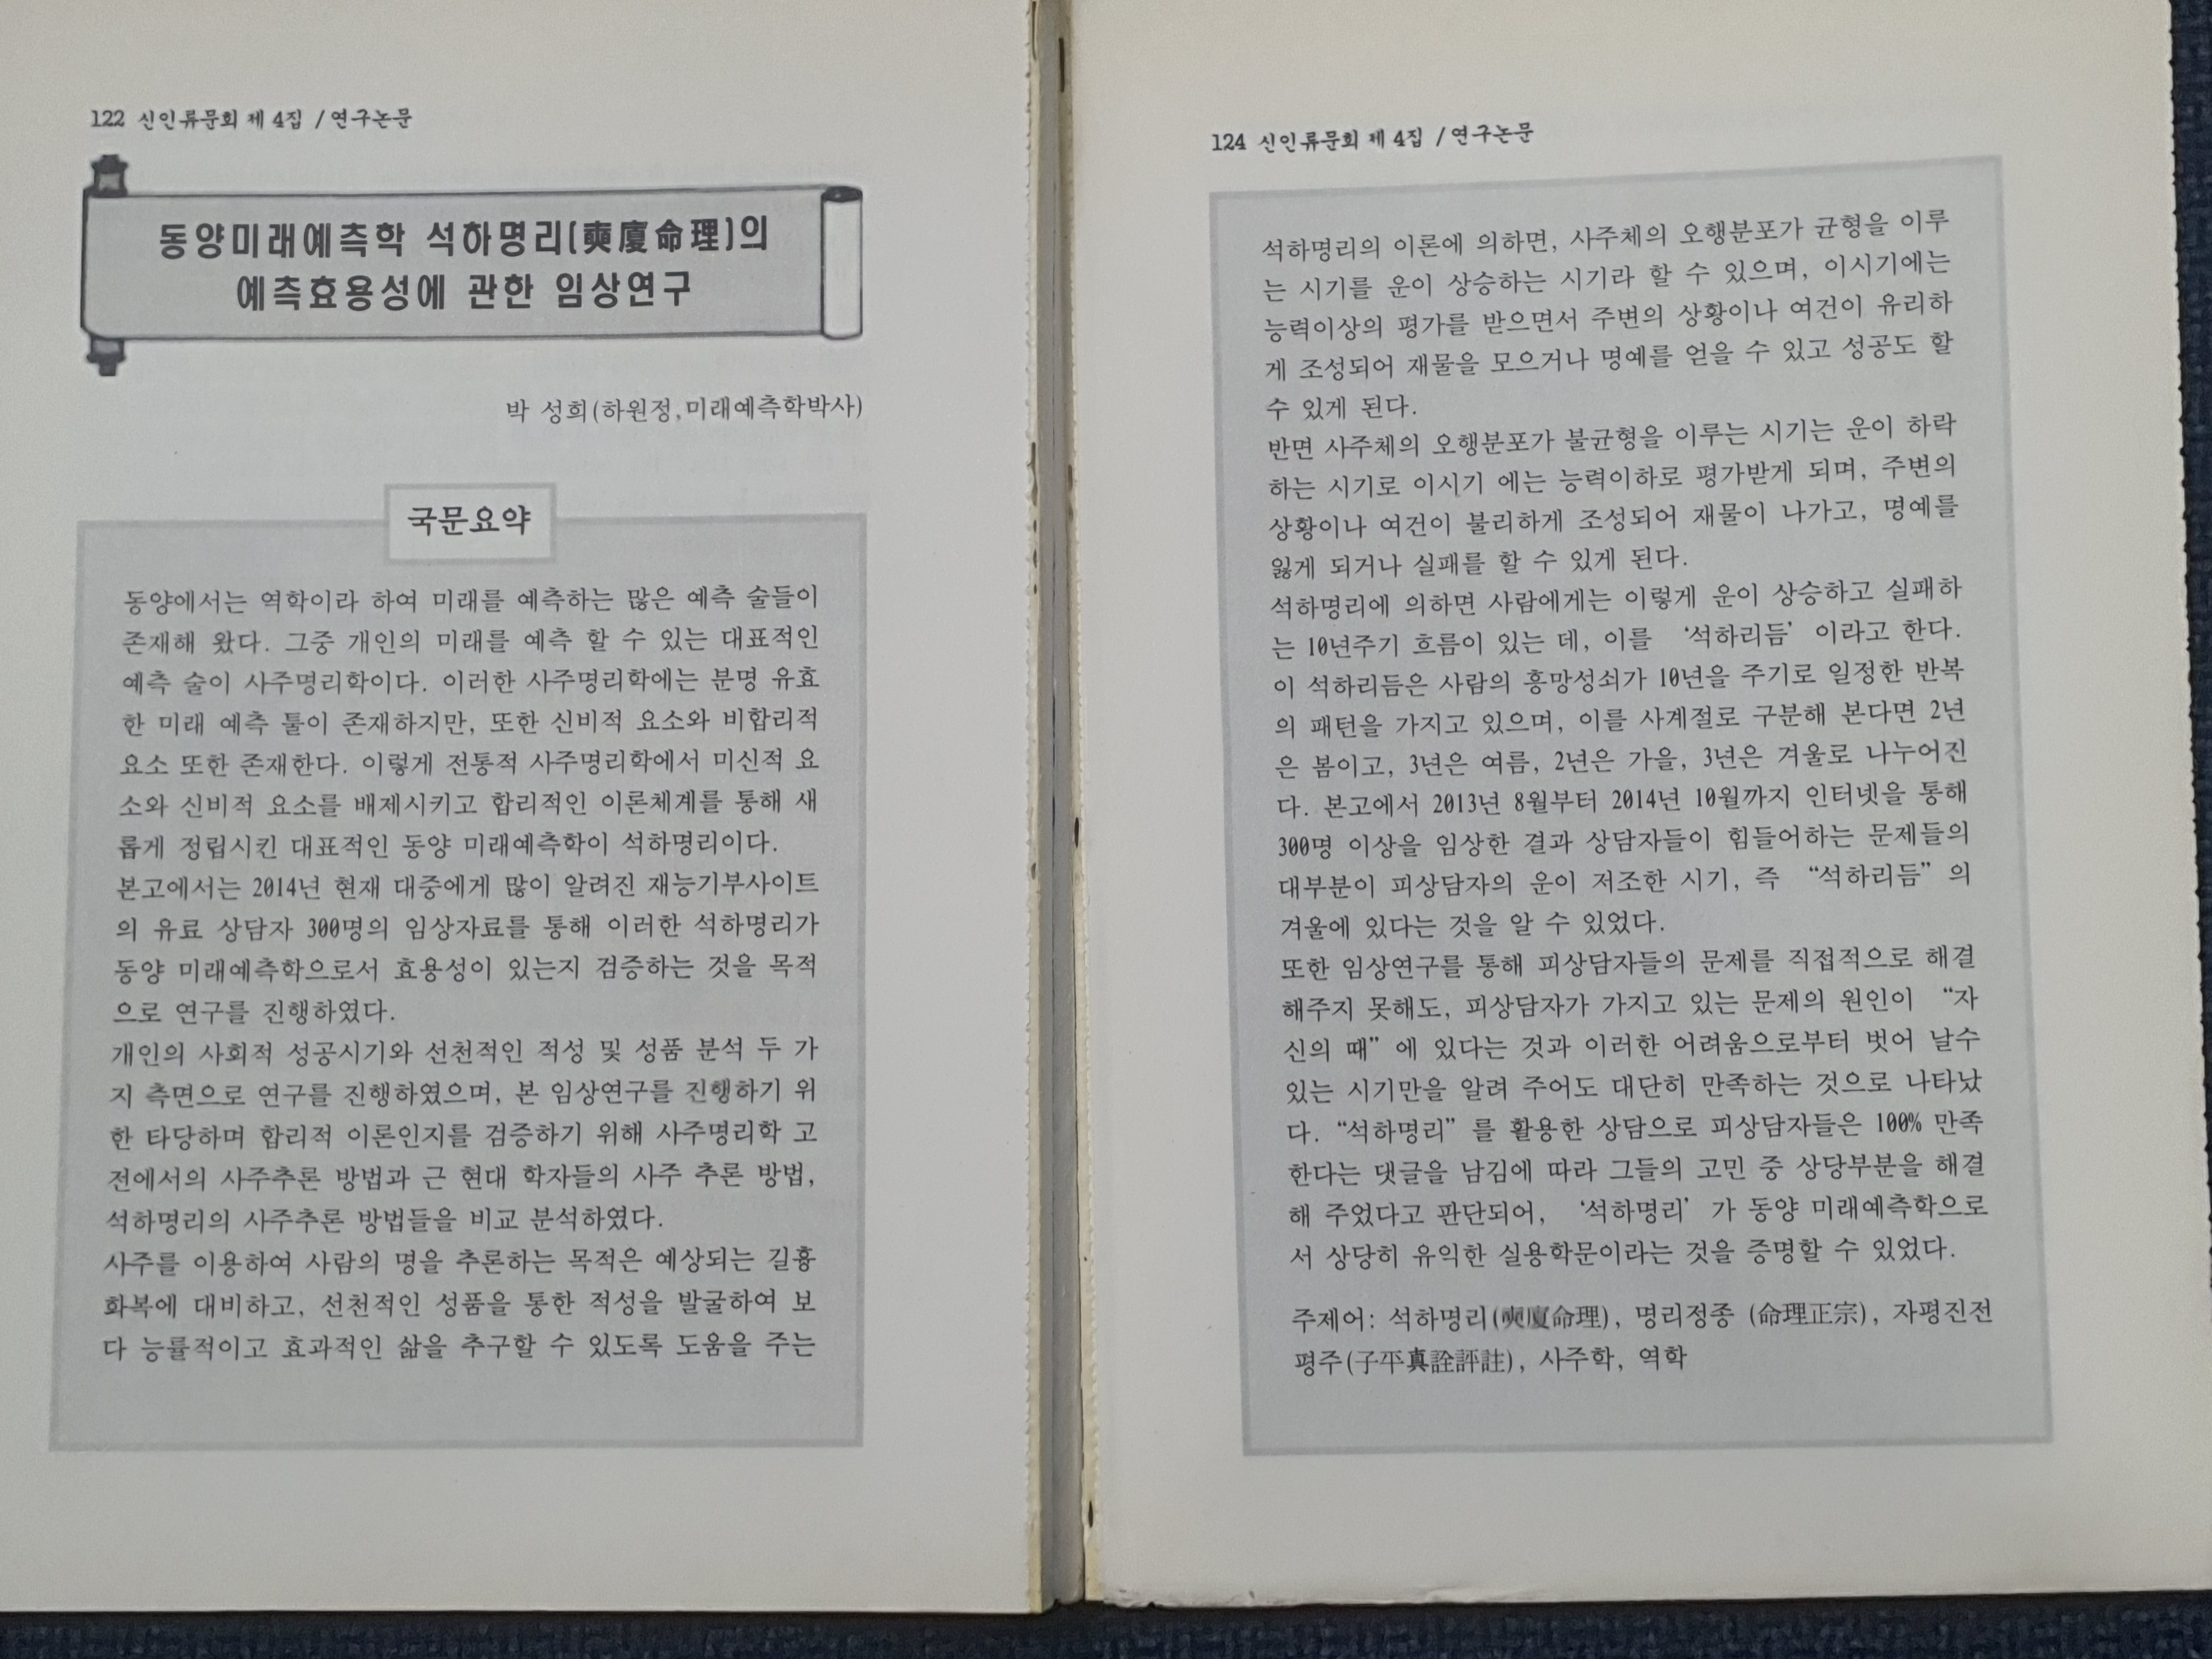 122 신인류문회 제 4집 / 연구논문
동양미래예측학 석하명리(奭廈命理)의
예측효용성에 관한 임상연구
박 성희(하원정,미래예측학박사)
국문요약
동양에서는 역학이라 하여 미래를 예측하는 많은 예측 술들이
존재해 왔다. 그중 개인의 미래를 예측 할 수 있는 대표적인
예측 술이 사주명리학이다. 이러한 사주명리학에는 분명 유효
한 미래 예측 툴이 존재하지만, 또한 신비적 요소와 비합리적
요소 또한 존재한다. 이렇게 전통적 사주명리학에서 미신적 요
소와 신비적 요소를 배제시키고 합리적인 이론체계를 통해 새
롭게 정립시킨 대표적인 동양 미래예측학이 석하명리이다.
본고에서는 2014년 현재 대중에게 많이 알려진 재능기부사이트
의 유료 상담자 300명의 임상자료를 통해 이러한 석하명리가
동양 미래예측학으로서 효용성이 있는지 검증하는 것을 목적
으로 연구를 진행하였다.
개인의 사회적 성공시기와 선천적인 적성 및 성품 분석 두 가
지 측면으로 연구를 진행하였으며, 본 임상연구를 진행하기 위
한 타당하며 합리적 이론인지를 검증하기 위해 사주명리학 고
전에서의 사주추론 방법과 근 현대 학자들의 사주 추론 방법,
석하명리의 사주추론 방법들을 비교 분석하였다.
사주를 이용하여 사람의 명을 추론하는 목적은 예상되는 길흉
화복에 대비하고, 선천적인 성품을 통한 적성을 발굴하여 보
다 능률적이고 효과적인 삶을 추구할 수 있도록 도움을 주는
124 신인류문회 제 4집 / 연구논문
석하명리의 이론에 의하면, 사주체의 오행분포가 균형을 이루
는 시기를 운이 상승하는 시기라 할 수 있으며, 이시기에는
능력이상의 평가를 받으면서 주변의 상황이나 여건이 유리하
게 조성되어 재물을 모으거나 명예를 얻을 수 있고 성공도 할
수 있게 된다.
반면 사주체의 오행분포가 불균형을 이루는 시기는 운이 하락
하는 시기로 이시기 에는 능력이하로 평가받게 되며, 주변의
상황이나 여건이 불리하게 조성되어 재물이 나가고, 명예를
잃게 되거나 실패를 할 수 있게 된다.
석하명리에 의하면 사람에게는 이렇게 운이 상승하고 실패하
는 10년주기 흐름이 있는 데, 이를 ‘석하리듬’ 이라고 한다.
이 석하리듬은 사람의 흥망성쇠가 10년을 주기로 일정한 반복
의 패턴을 가지고 있으며, 이를 사계절로 구분해 본다면 2년
은 봄이고, 3년은 여름, 2년은 가을, 3년은 겨울로 나누어진
다. 본고에서 2013년 8월부터 2014년 10월까지 인터넷을 통해
300명 이상을 임상한 결과 상담자들이 힘들어하는 문제들의
대부분이 피상담자의 운이 저조한 시기, 즉 “석하리듬” 의
겨울에 있다는 것을 알 수 있었다.
또한 임상연구를 통해 피상담자들의 문제를 직접적으로 해결
해주지 못해도, 피상담자가 가지고 있는 문제의 원인이 “자
신의 때” 에 있다는 것과 이러한 어려움으로부터 벗어 날수
있는 시기만을 알려 주어도 대단히 만족하는 것으로 나타났
다. “석하명리” 를 활용한 상담으로 피상담자들은 100% 만족
한다는 댓글을 남김에 따라 그들의 고민 중 상당부분을 해결
해 주었다고 판단되어, ‘석하명리’ 가 동양 미래예측학으로
서 상당히 유익한 실용학문이라는 것을 증명할 수 있었다.
주제어: 석하명리(奭廈命理), 명리정종 (命理正宗), 자평진전
평주(子平真詮評註), 사주학, 역학